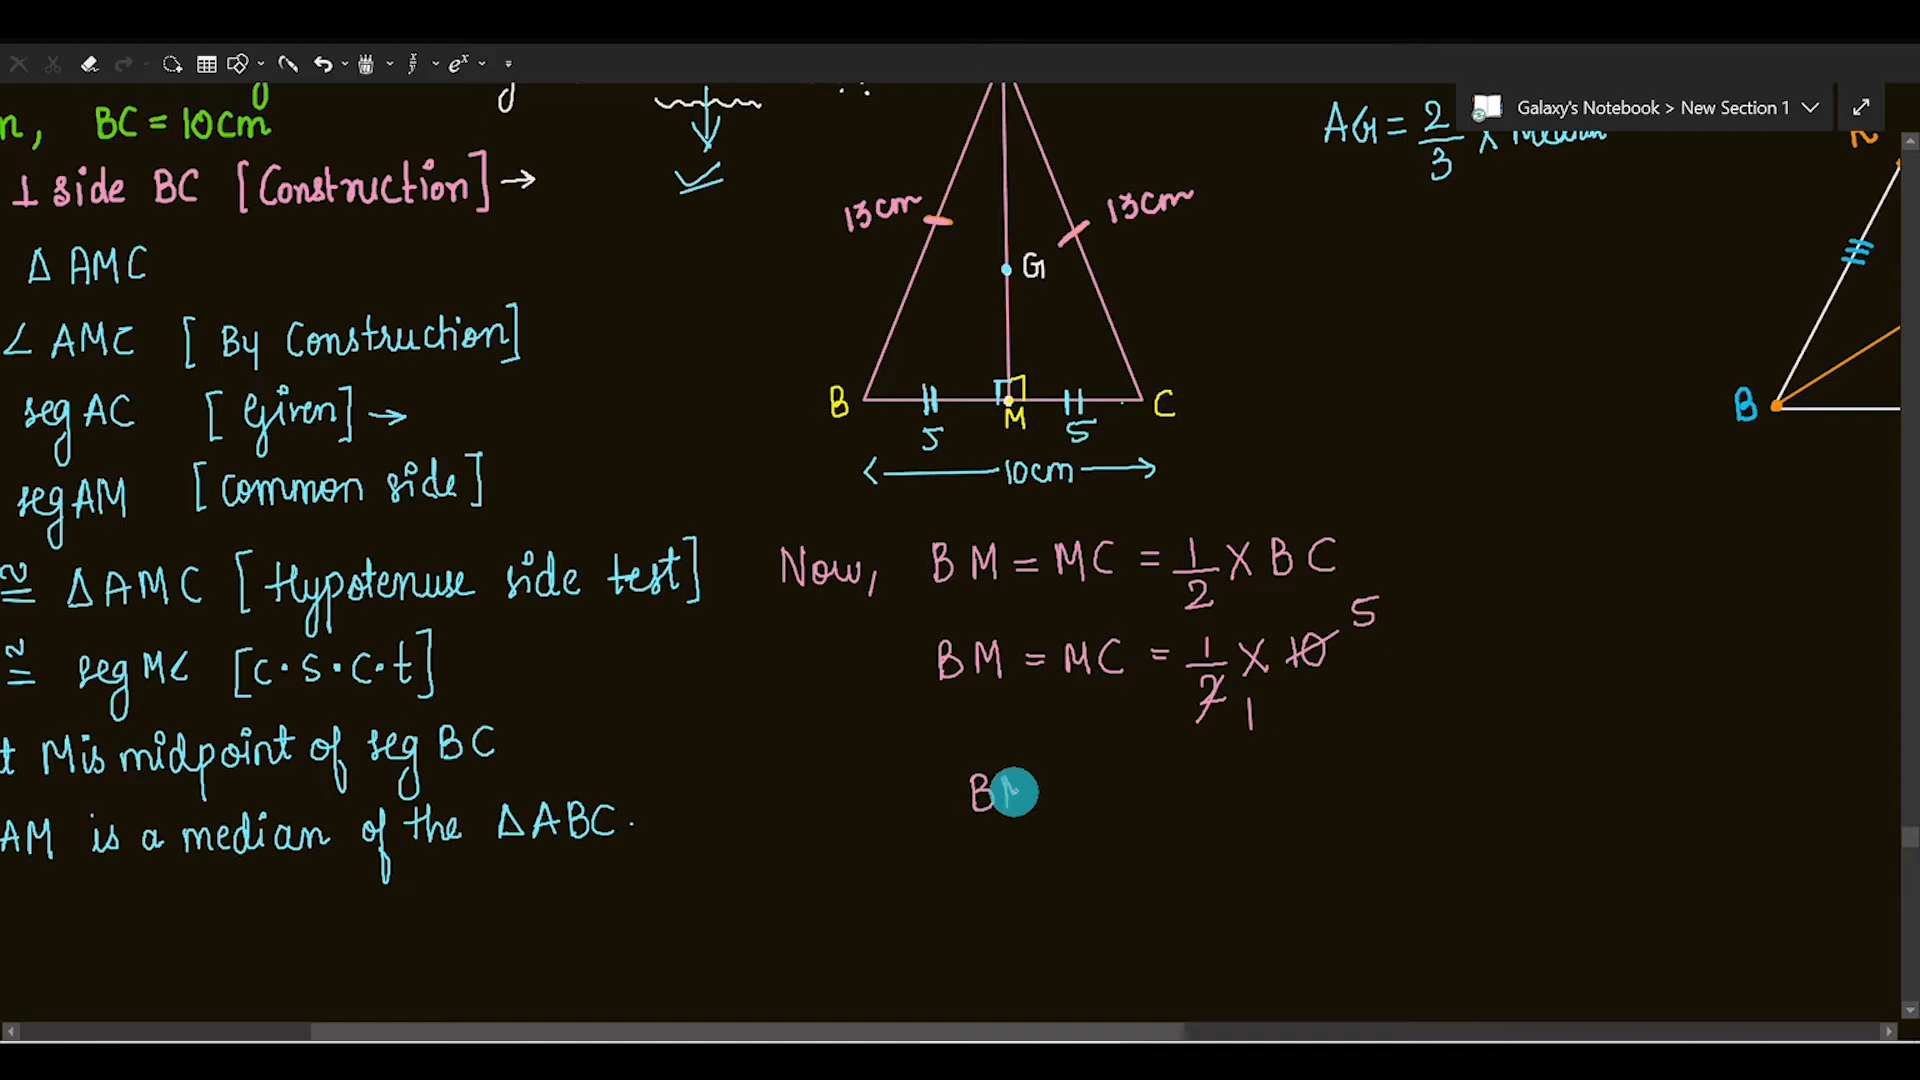 Galaxy's Notebook > New Section 1
BC = 10cm
⊥ side BC [Construction] →
Δ AMC
∠ AMC [By Construction]
seg AC [Given] →
seg AM [Common side]
≅ Δ AMC [Hypotenuse side test]
≅ seg MC [C·S·C·t]
M is midpoint of seg BC
AM is a median of the ΔABC.
13cm
13cm
G
B
M
C
5
5
10cm
Now, BM = MC = 1/2 X BC
BM = MC = 1/2 X 10
5
1
AG = 2/3 X Median
B